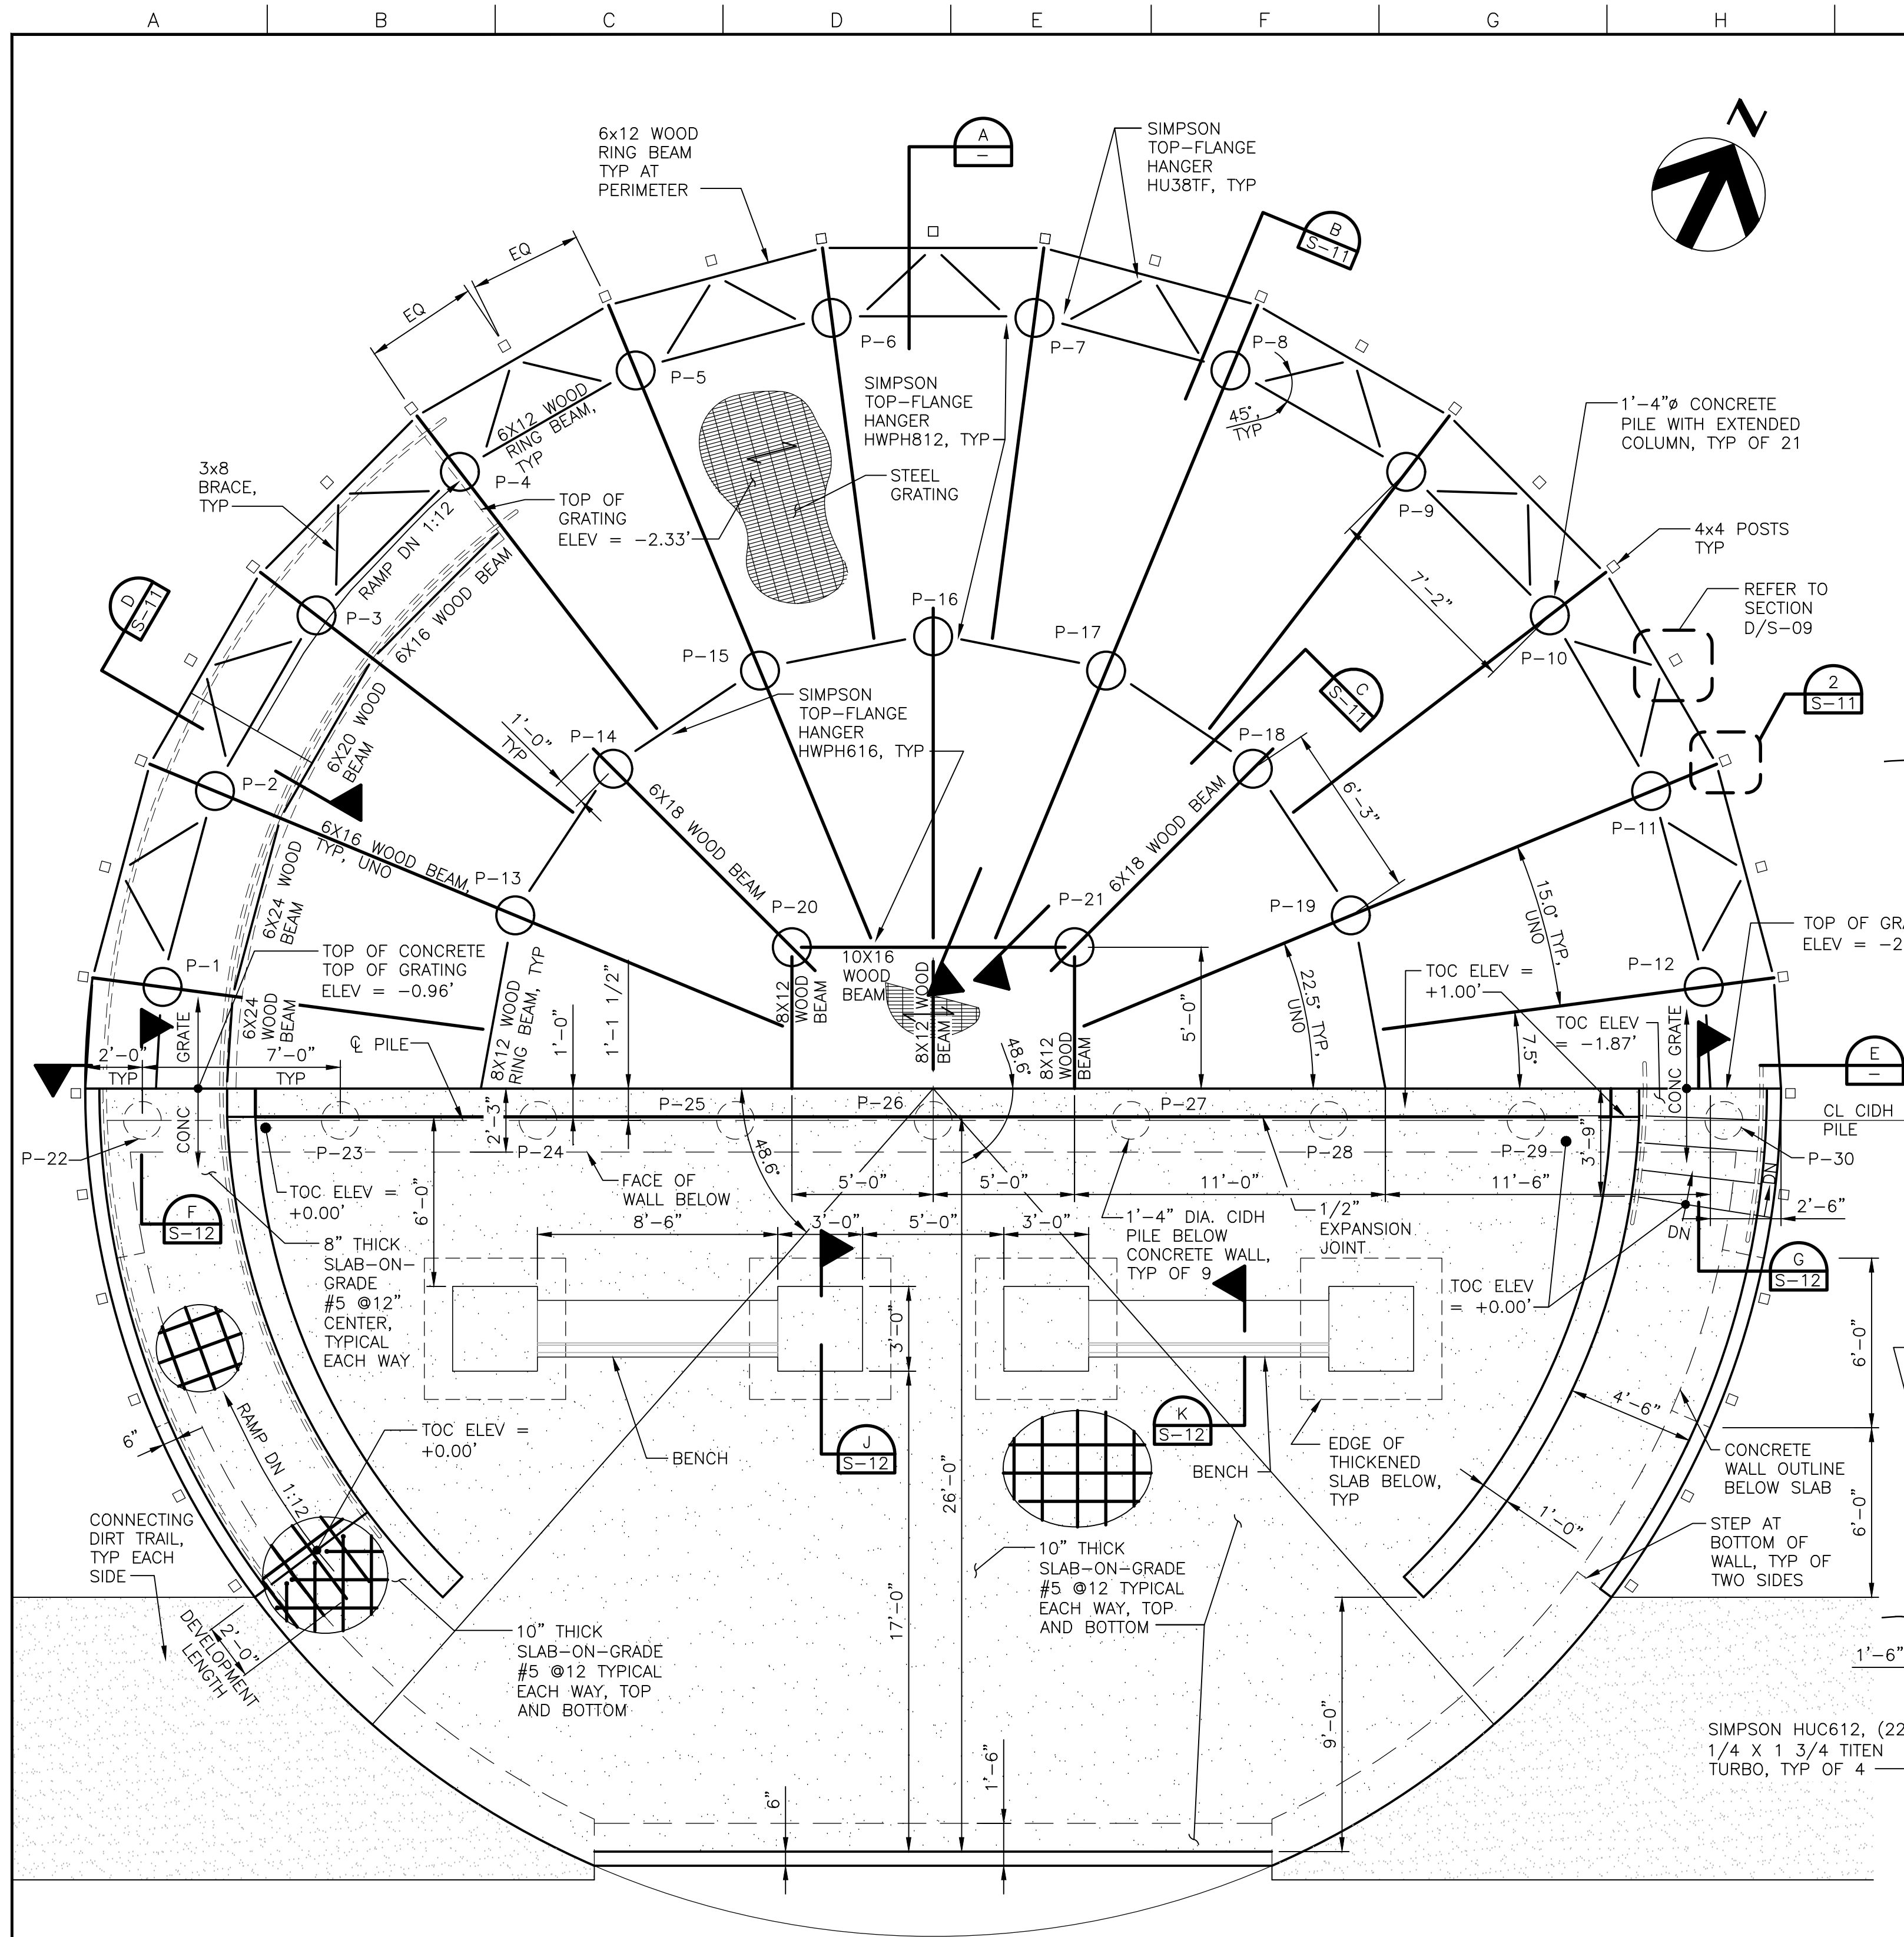 A
B
C
D
E
F
G
H
N
6x12 WOOD
RING BEAM
TYP AT
PERIMETER
A
–
SIMPSON
TOP-FLANGE
HANGER
HU38TF, TYP
B
S-11
EQ
EQ
P-6
P-7
P-8
P-5
SIMPSON
TOP-FLANGE
HANGER
HWPH812, TYP
45°,
TYP
1'-4"ø CONCRETE
PILE WITH EXTENDED
COLUMN, TYP OF 21
6X12 WOOD
RING BEAM,
TYP
3x8
BRACE,
TYP
P-4
TOP OF
GRATING
ELEV = -2.33'
STEEL
GRATING
P-9
4x4 POSTS
TYP
RAMP DN 1:12
7'-2"
D
S-11
P-3
6X16 WOOD BEAM
P-16
P-17
P-15
P-10
REFER TO
SECTION
D/S-09
2
S-11
6X20 WOOD
BEAM
1'-0"
TYP
P-14
SIMPSON
TOP-FLANGE
HANGER
HWPH616, TYP
C
S-11
P-18
P-2
6X18 WOOD BEAM
6X18 WOOD BEAM
6'-3"
P-11
6X16 WOOD BEAM,
TYP, UNO
P-13
6X24 WOOD
BEAM
P-20
P-21
P-19
15.0° TYP,
UNO
P-1
TOP OF CONCRETE
TOP OF GRATING
ELEV = -0.96'
8X12 WOOD
RING BEAM, TYP
1'-0"
1'-1 1/2"
8X12
WOOD
BEAM
10X16
WOOD
BEAM
8X12 WOOD
BEAM
8X12
WOOD
BEAM
5'-0"
22.5° TYP,
UNO
TOC ELEV =
+1.00'
P-12
TOP OF GRA
ELEV = -2
6X24
WOOD
BEAM
2'-0"
TYP
GRATE
7'-0"
TYP
℄ PILE
48.6°
7.5°
TOC ELEV
= -1.87'
CONC GRATE
E
–
CONC
P-22
P-23
2'-3"
P-24
P-25
P-26
P-27
P-28
P-29
3'-9"
CL CIDH
PILE
P-30
TOC ELEV =
+0.00'
6'-0"
FACE OF
WALL BELOW
48.6°
5'-0"
5'-0"
11'-0"
11'-6"
2'-6"
DN
DN
F
S-12
8'-6"
3'-0"
5'-0"
3'-0"
1'-4" DIA. CIDH
PILE BELOW
CONCRETE WALL,
TYP OF 9
1/2"
EXPANSION
JOINT
G
S-12
8" THICK
SLAB-ON-
GRADE
#5 @12"
CENTER,
TYPICAL
EACH WAY
TOC ELEV
= +0.00'
3'-0"
6'-0"
RAMP DN 1:12
6"
TOC ELEV =
+0.00'
BENCH
J
S-12
K
S-12
BENCH
EDGE OF
THICKENED
SLAB BELOW,
TYP
4'-6"
CONCRETE
WALL OUTLINE
BELOW SLAB
26'-0"
6'-0"
CONNECTING
DIRT TRAIL,
TYP EACH
SIDE
1'-0"
STEP AT
BOTTOM OF
WALL, TYP OF
TWO SIDES
10" THICK
SLAB-ON-GRADE
#5 @12 TYPICAL
EACH WAY, TOP
AND BOTTOM
2'-0"
DEVELOPMENT
LENGTH
10" THICK
SLAB-ON-GRADE
#5 @12 TYPICAL
EACH WAY, TOP
AND BOTTOM
17'-0"
9'-0"
1'-6"
SIMPSON HUC612, (22
1/4 X 1 3/4 TITEN
TURBO, TYP OF 4
6"
1'-6"